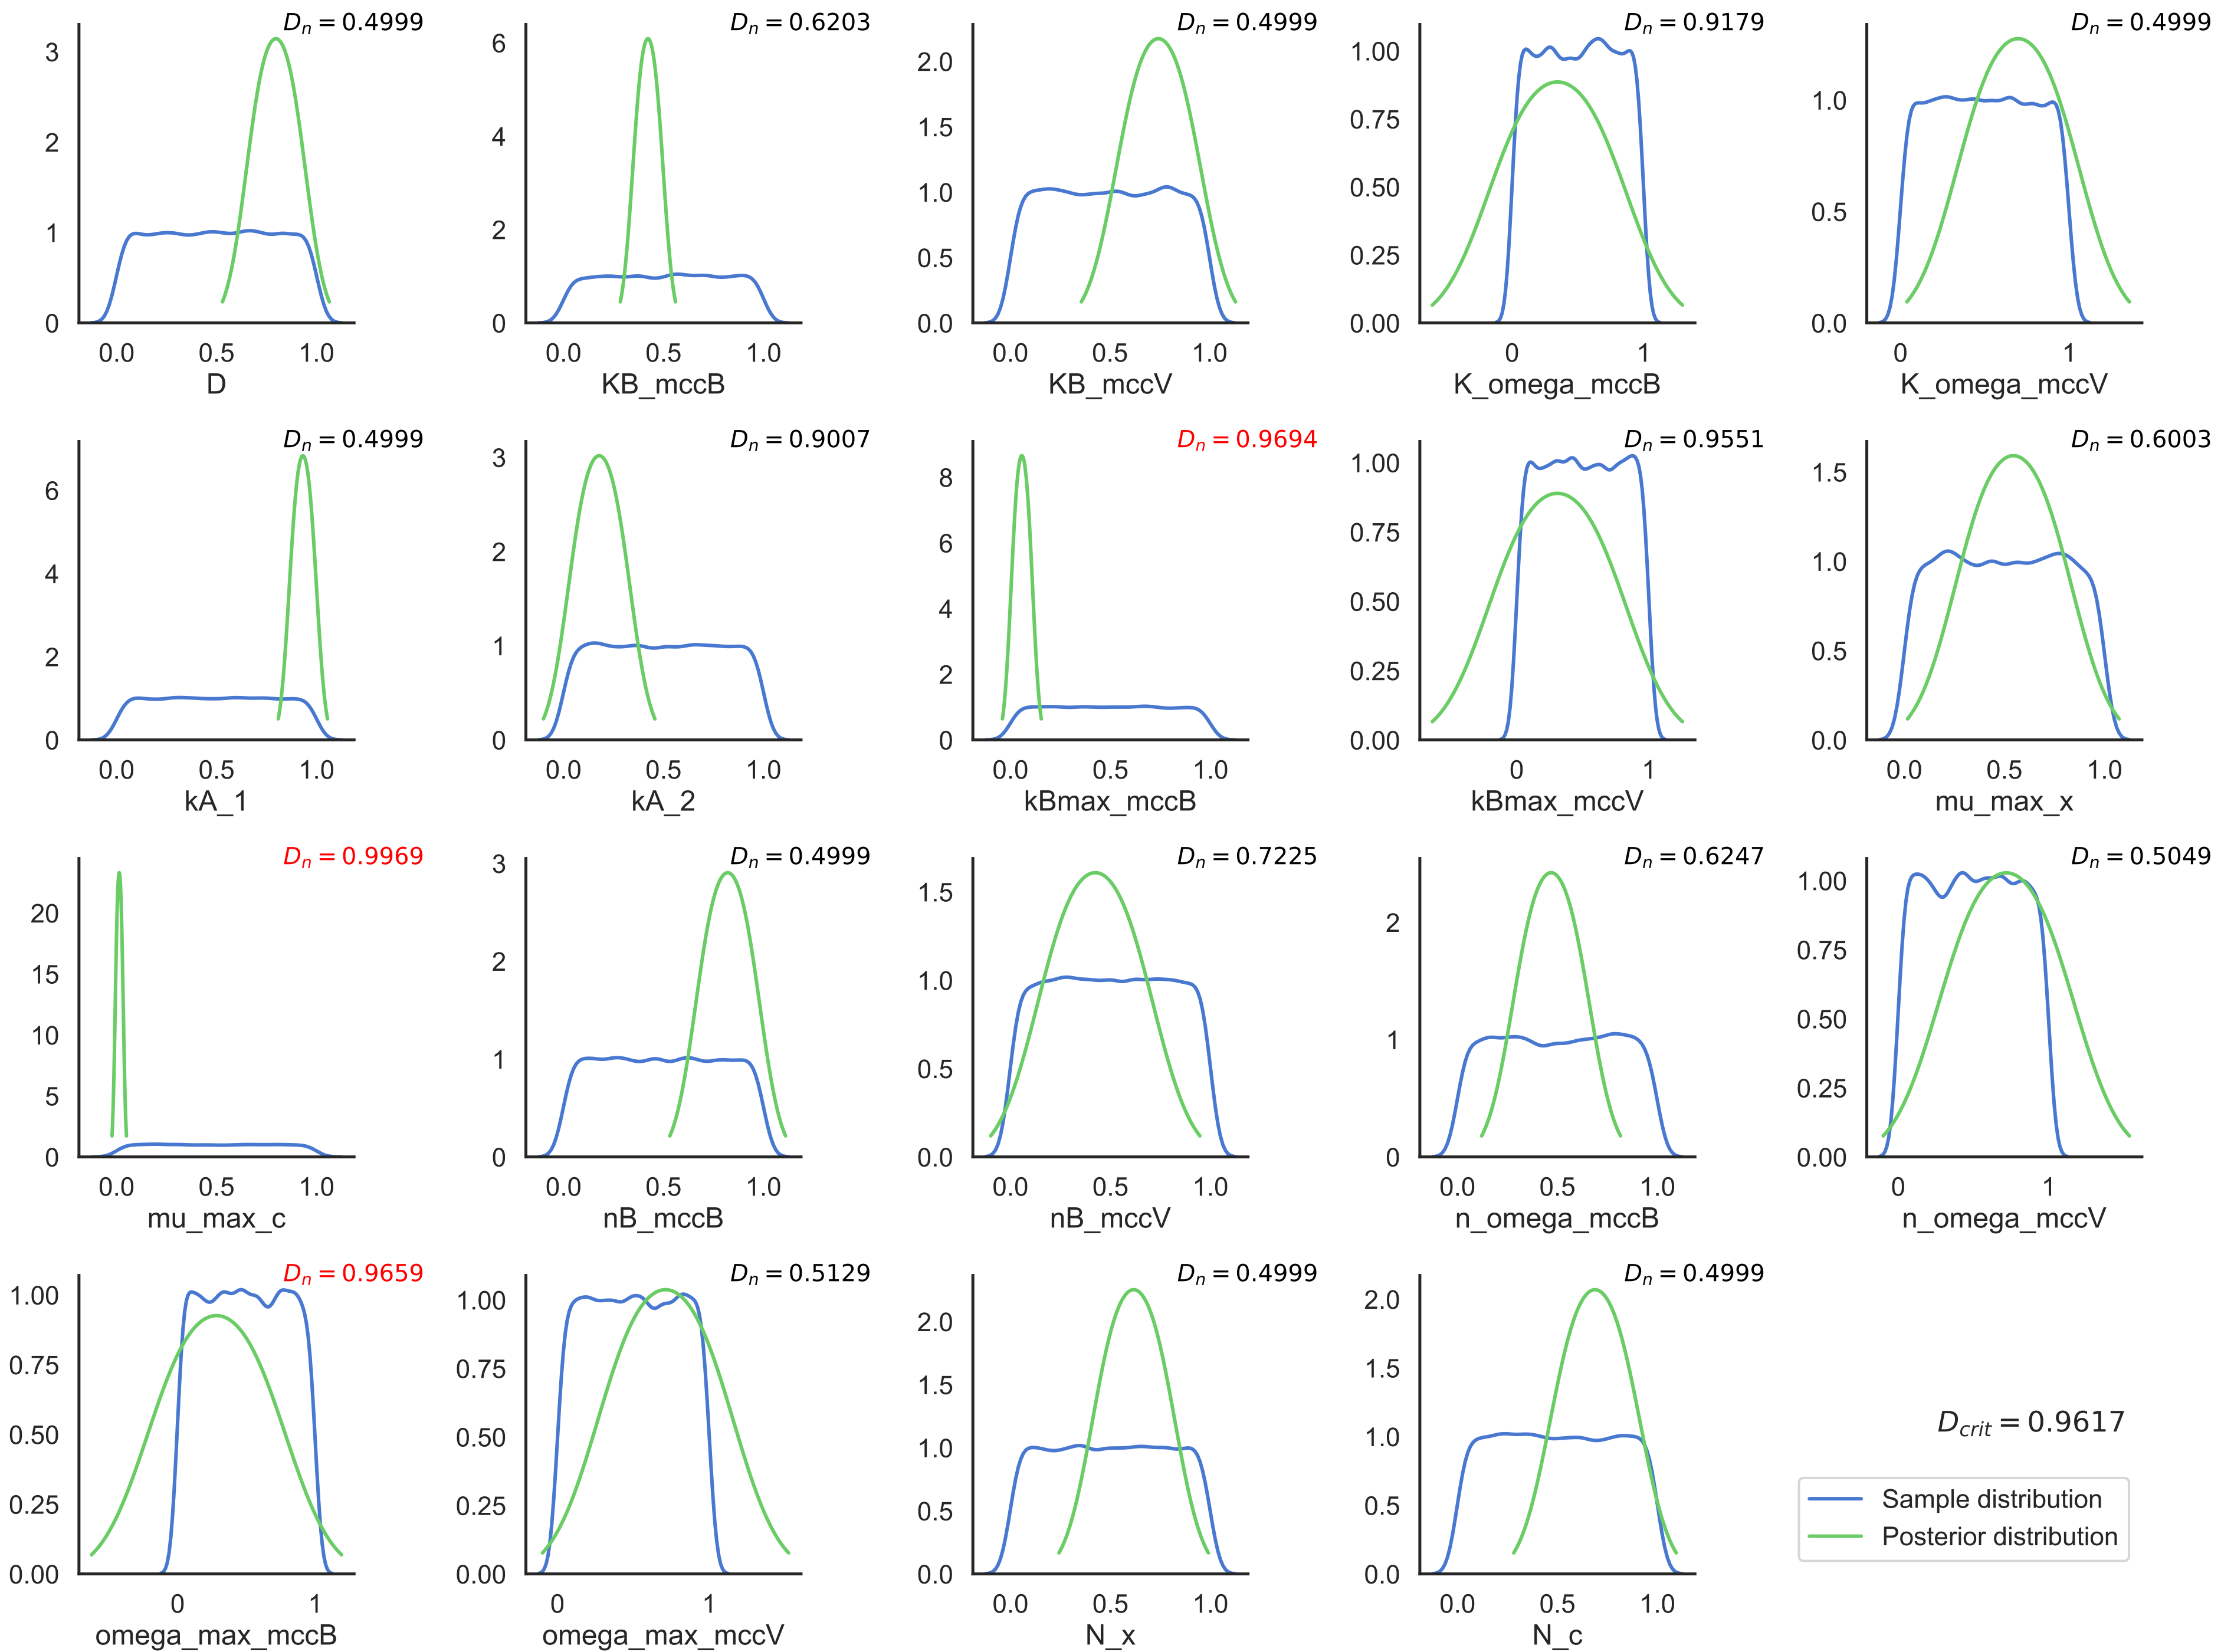 D_n = 0.4999
3
2
1
0
0.0 0.5 1.0
D
D_n = 0.6203
6
4
2
0
0.0 0.5 1.0
KB_mccB
D_n = 0.4999
2.0
1.5
1.0
0.5
0.0
0.0 0.5 1.0
KB_mccV
D_n = 0.9179
1.00
0.75
0.50
0.25
0.00
0 1
K_omega_mccB
D_n = 0.4999
1.0
0.5
0.0
0 1
K_omega_mccV
D_n = 0.4999
6
4
2
0
0.0 0.5 1.0
kA_1
D_n = 0.9007
3
2
1
0
0.0 0.5 1.0
kA_2
D_n = 0.9694
8
6
4
2
0
0.0 0.5 1.0
kBmax_mccB
D_n = 0.9551
1.00
0.75
0.50
0.25
0.00
0 1
kBmax_mccV
D_n = 0.6003
1.5
1.0
0.5
0.0
0.0 0.5 1.0
mu_max_x
D_n = 0.9969
20
15
10
5
0
0.0 0.5 1.0
mu_max_c
D_n = 0.4999
3
2
1
0
0.0 0.5 1.0
nB_mccB
D_n = 0.7225
1.5
1.0
0.5
0.0
0.0 0.5 1.0
nB_mccV
D_n = 0.6247
2
1
0
0.0 0.5 1.0
n_omega_mccB
D_n = 0.5049
1.00
0.75
0.50
0.25
0.00
0 1
n_omega_mccV
D_n = 0.9659
1.00
0.75
0.50
0.25
0.00
0 1
omega_max_mccB
D_n = 0.5129
1.00
0.75
0.50
0.25
0.00
0 1
omega_max_mccV
D_n = 0.4999
2.0
1.5
1.0
0.5
0.0
0.0 0.5 1.0
N_x
D_n = 0.4999
2.0
1.5
1.0
0.5
0.0
0.0 0.5 1.0
N_c
D_crit = 0.9617
Sample distribution
Posterior distribution